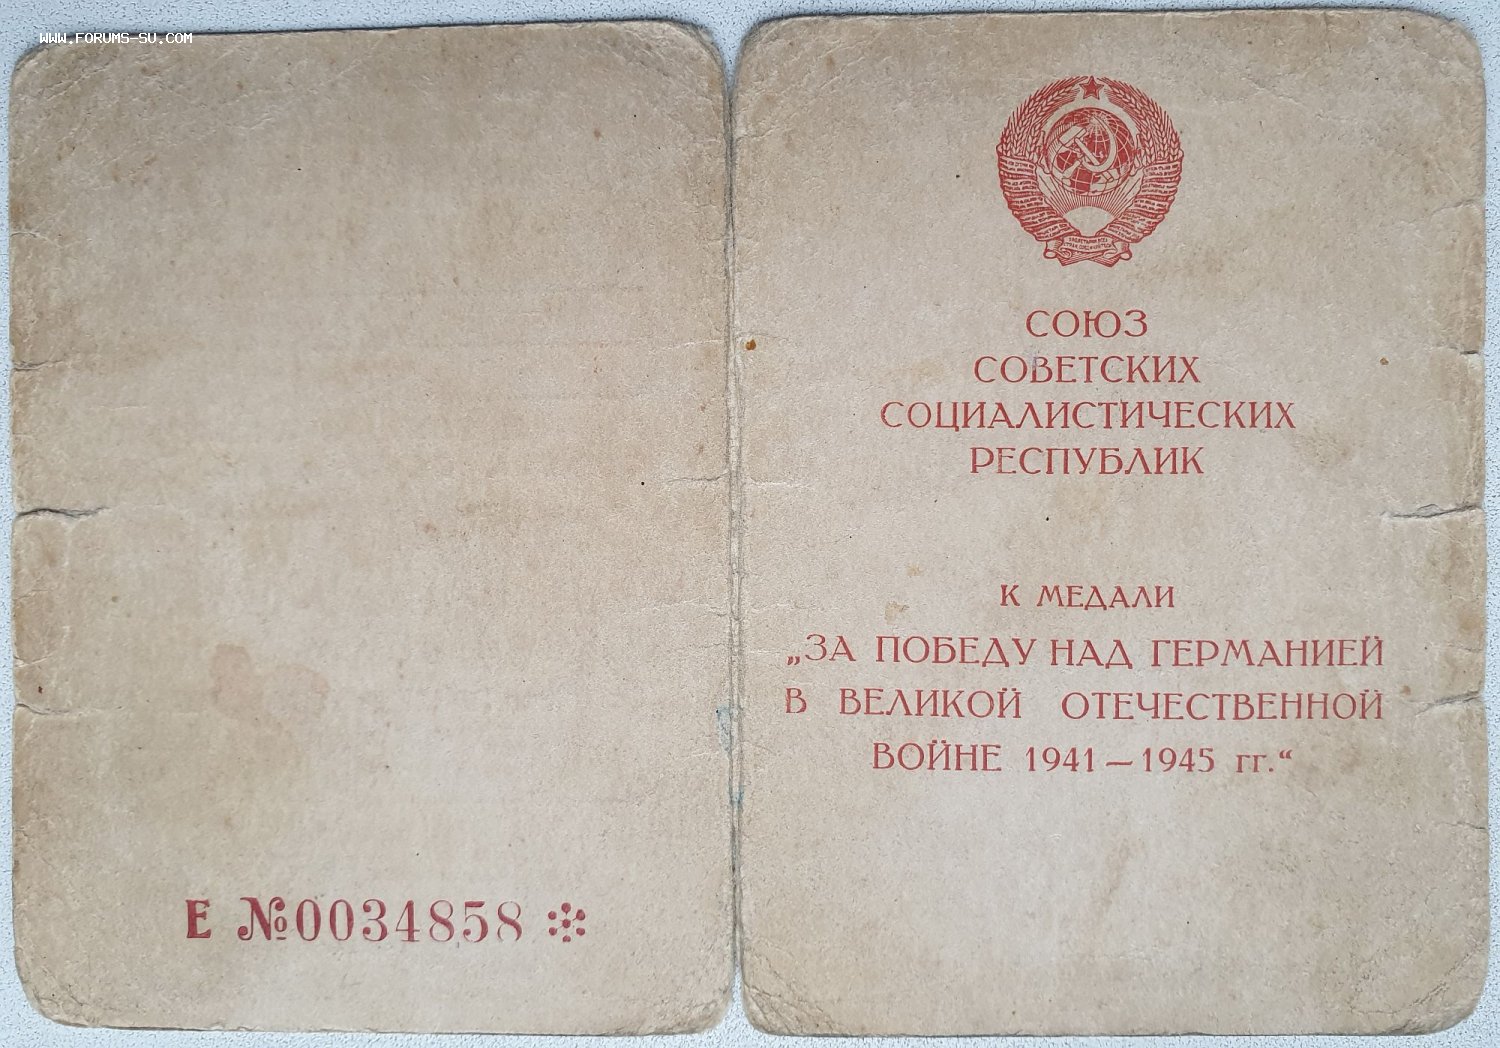 WWW.FORUMS-SU.COM
СОЮЗ
СОВЕТСКИХ
СОЦИАЛИСТИЧЕСКИХ
РЕСПУБЛИК
К МЕДАЛИ
„ЗА ПОБЕДУ НАД ГЕРМАНИЕЙ
В ВЕЛИКОЙ ОТЕЧЕСТВЕННОЙ
ВОЙНЕ 1941—1945 гг.“
Е №0034858